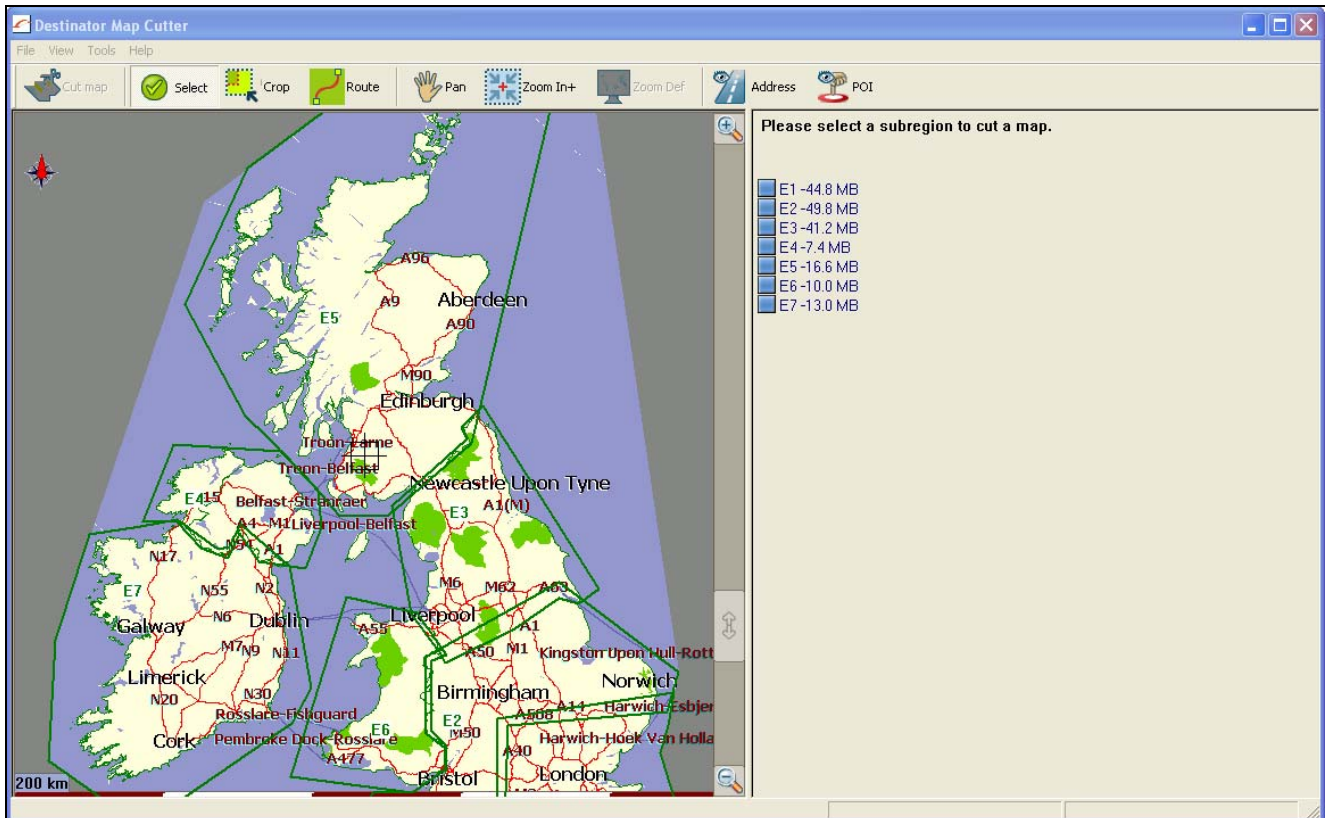 Destinator Map Cutter
File View Tools Help
Cut map Select Crop Route Pan Zoom In+ Zoom Def Address POI
Please select a subregion to cut a map.
E1 -44.8 MB
E2 -49.8 MB
E3 -41.2 MB
E4 -7.4 MB
E5 -16.6 MB
E6 -10.0 MB
E7 -13.0 MB
A96
A9
Aberdeen
E5
A90
M90
Edinburgh
Troon-Larne
Troon-Belfast
Newcastle Upon Tyne
E4
15
Belfast-Stranraer
A1(M)
E3
A4 M1 Liverpool-Belfast
N54 A1
N17
E7
N55
N2
M6
M62
A63
N6
Dublin
Liverpool
Galway
A55
A1
M7 N9 N11
A50 M1
Kingston Upon Hull-Rott
Limerick
Norwich
N20
N30
Birmingham
Rosslare-Fishguard
A508
A14
Harwich-Esbjer
E2
E6
M50
Cork
Pembroke Dock-Rosslare
A40
Harwich-Hoek Van Holla
A477
Bristol
London
200 km